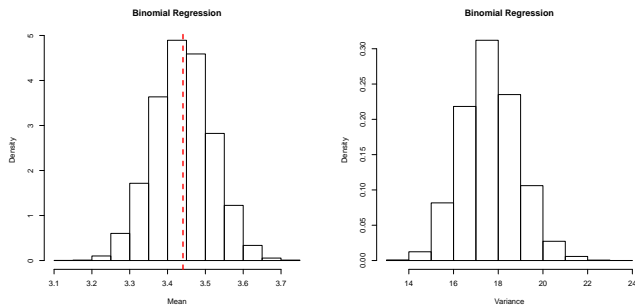 Binomial Regression
Density
0 1 2 3 4 5
3.1 3.2 3.3 3.4 3.5 3.6 3.7
Mean
Binomial Regression
Density
0.00 0.05 0.10 0.15 0.20 0.25 0.30
14 16 18 20 22 24
Variance